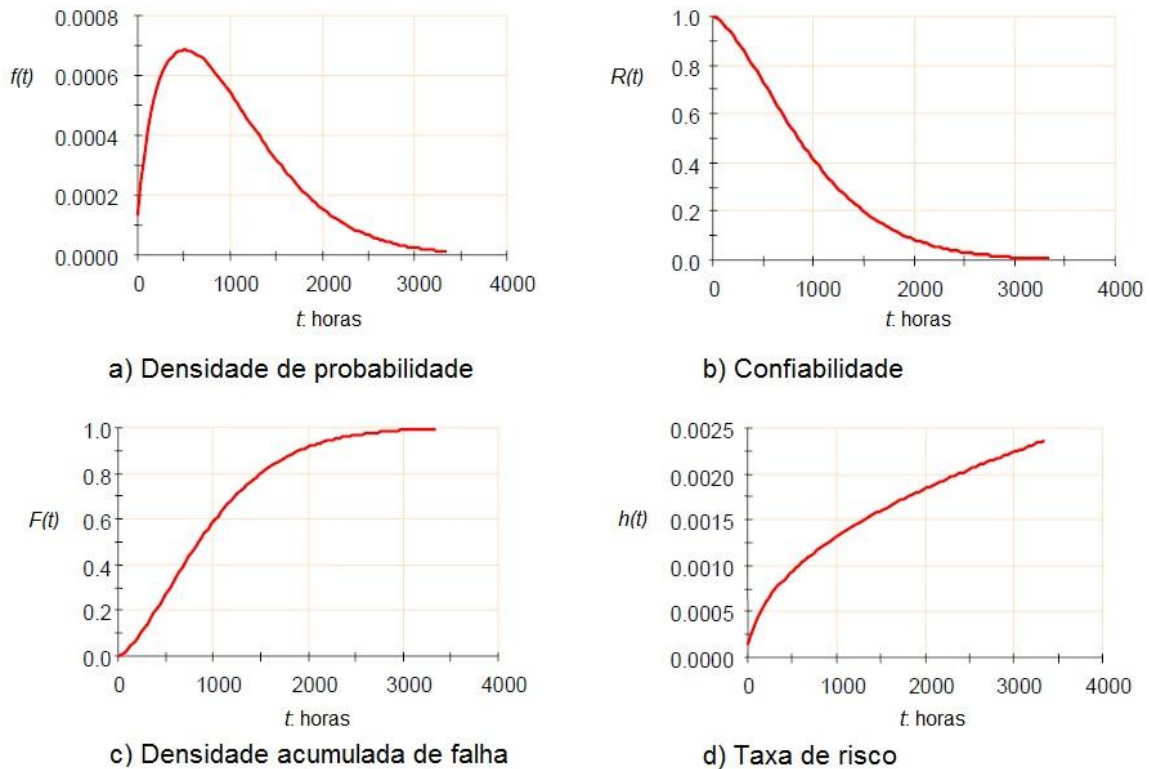 0.0008
0.0006
0.0004
0.0002
0.0000
f(t)
0 1000 2000 3000 4000
t: horas
a) Densidade de probabilidade
1.0
0.8
0.6
0.4
0.2
0.0
R(t)
0 1000 2000 3000 4000
t: horas
b) Confiabilidade
1.0
0.8
0.6
0.4
0.2
0.0
F(t)
0 1000 2000 3000 4000
t: horas
c) Densidade acumulada de falha
0.0025
0.0020
0.0015
0.0010
0.0005
0.0000
h(t)
0 1000 2000 3000 4000
t: horas
d) Taxa de risco